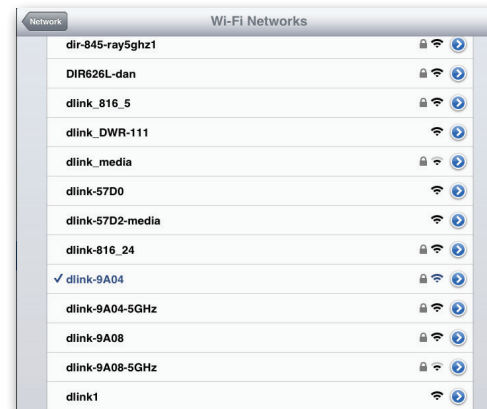 Network
Wi-Fi Networks
dir-845-ray5ghz1
DIR626L-dan
dlink_816_5
dlink_DWR-111
dlink_media
dlink-57D0
dlink-57D2-media
dlink-816_24
✓ dlink-9A04
dlink-9A04-5GHz
dlink-9A08
dlink-9A08-5GHz
dlink1